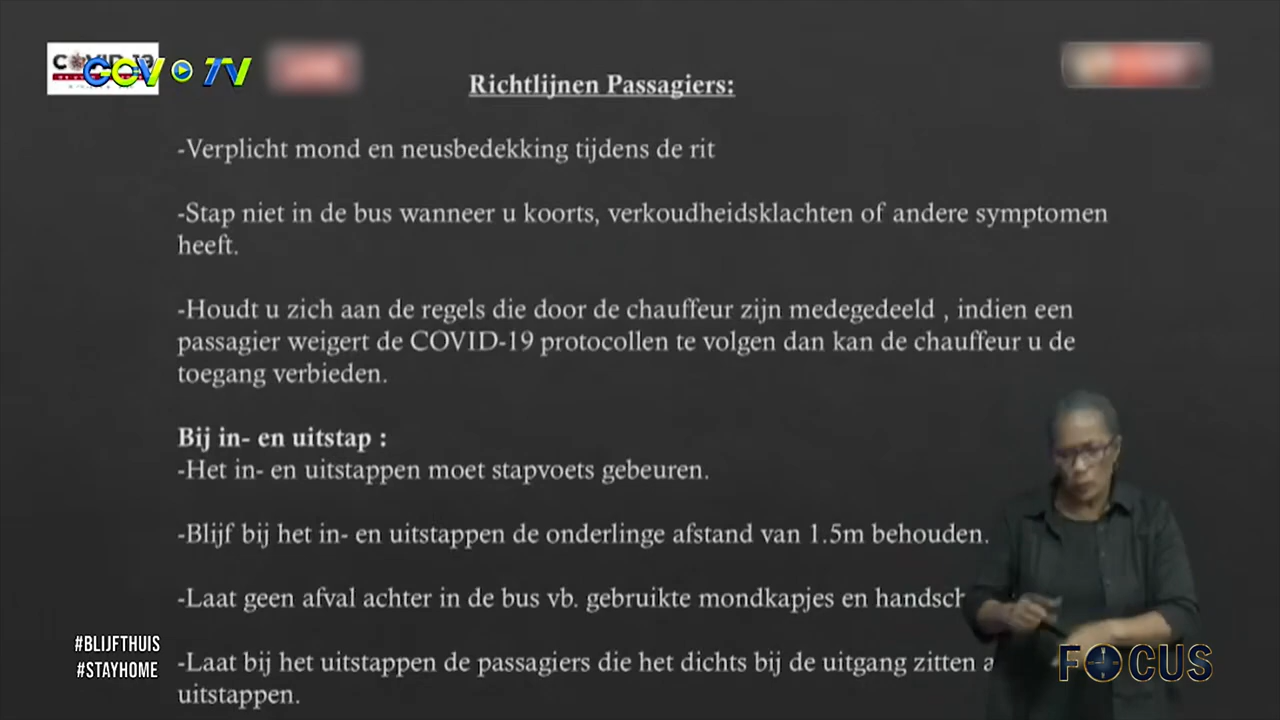 COVID-19
GOV TV
Richtlijnen Passagiers:
-Verplicht mond en neusbedekking tijdens de rit
-Stap niet in de bus wanneer u koorts, verkoudheidsklachten of andere symptomen
heeft.
-Houdt u zich aan de regels die door de chauffeur zijn medegedeeld , indien een
passagier weigert de COVID-19 protocollen te volgen dan kan de chauffeur u de
toegang verbieden.
Bij in- en uitstap :
-Het in- en uitstappen moet stapvoets gebeuren.
-Blijf bij het in- en uitstappen de onderlinge afstand van 1.5m behouden.
-Laat geen afval achter in de bus vb. gebruikte mondkapjes en handsch
-Laat bij het uitstappen de passagiers die het dichts bij de uitgang zitten a
uitstappen.
#BLIJFTHUIS
#STAYHOME
FOCUS